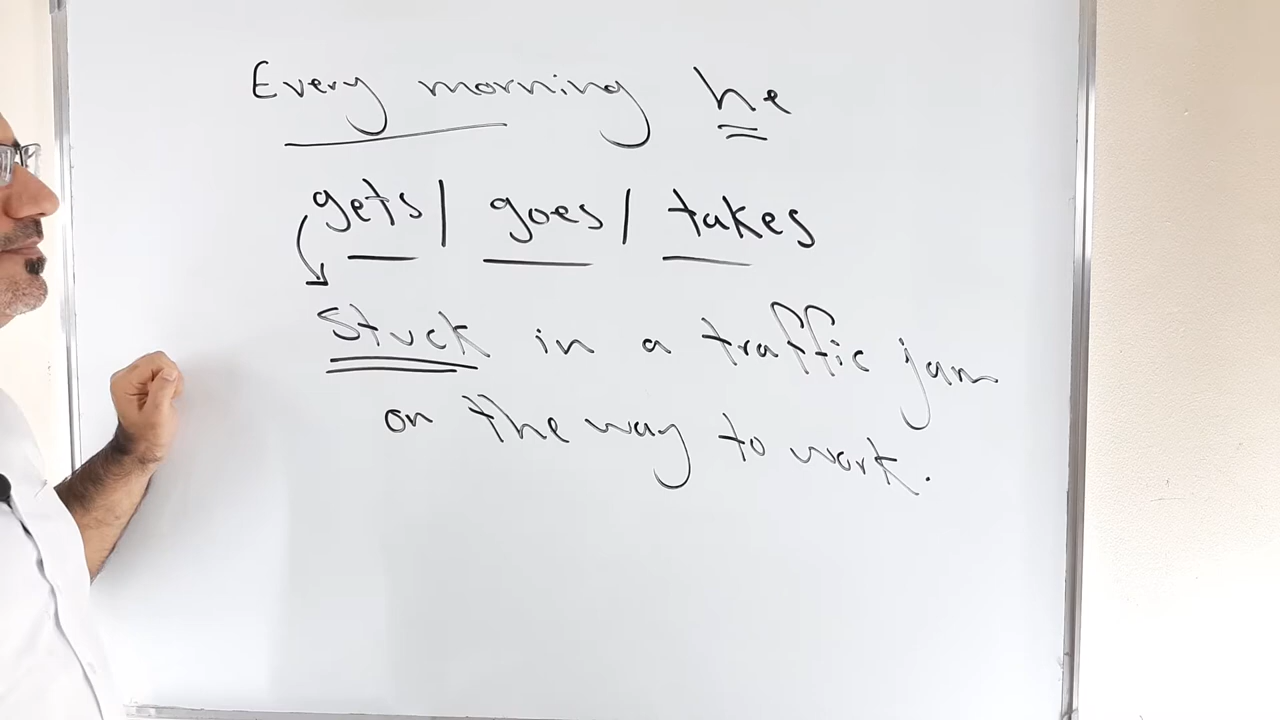 Every morning he
gets / goes / takes
stuck in a traffic jam
on the way to work.